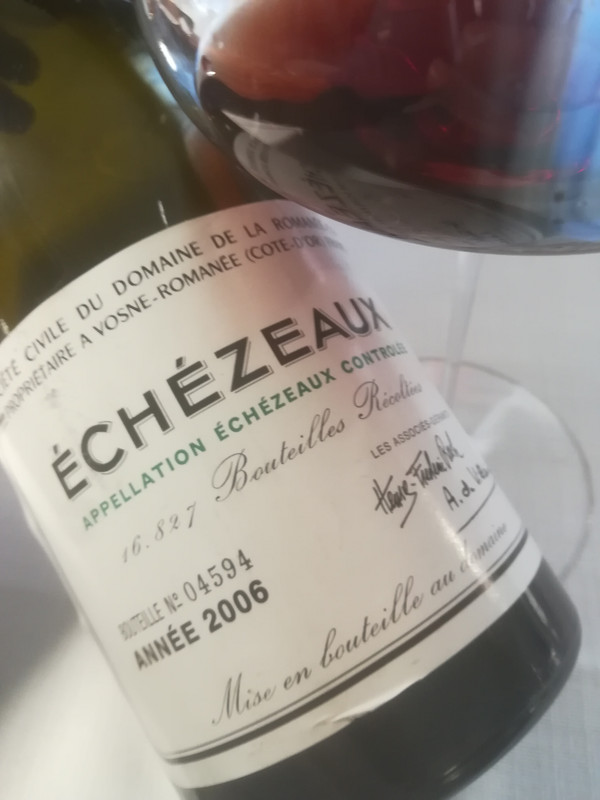 CIVILE DU DOMAINE DE LA
PROPRIÉTAIRE A VOSNE-ROMANÉE (COTE-D'OR)
ÉCHÉZEAUX
APPELLATION ÉCHÉZEAUX CONTROLÉE
16.827 Bouteilles Récoltées
LES ASSOCIÉS-GÉRANTS
BOUTEILLE Nº 04594
ANNÉE 2006
Mise en bouteille au domaine